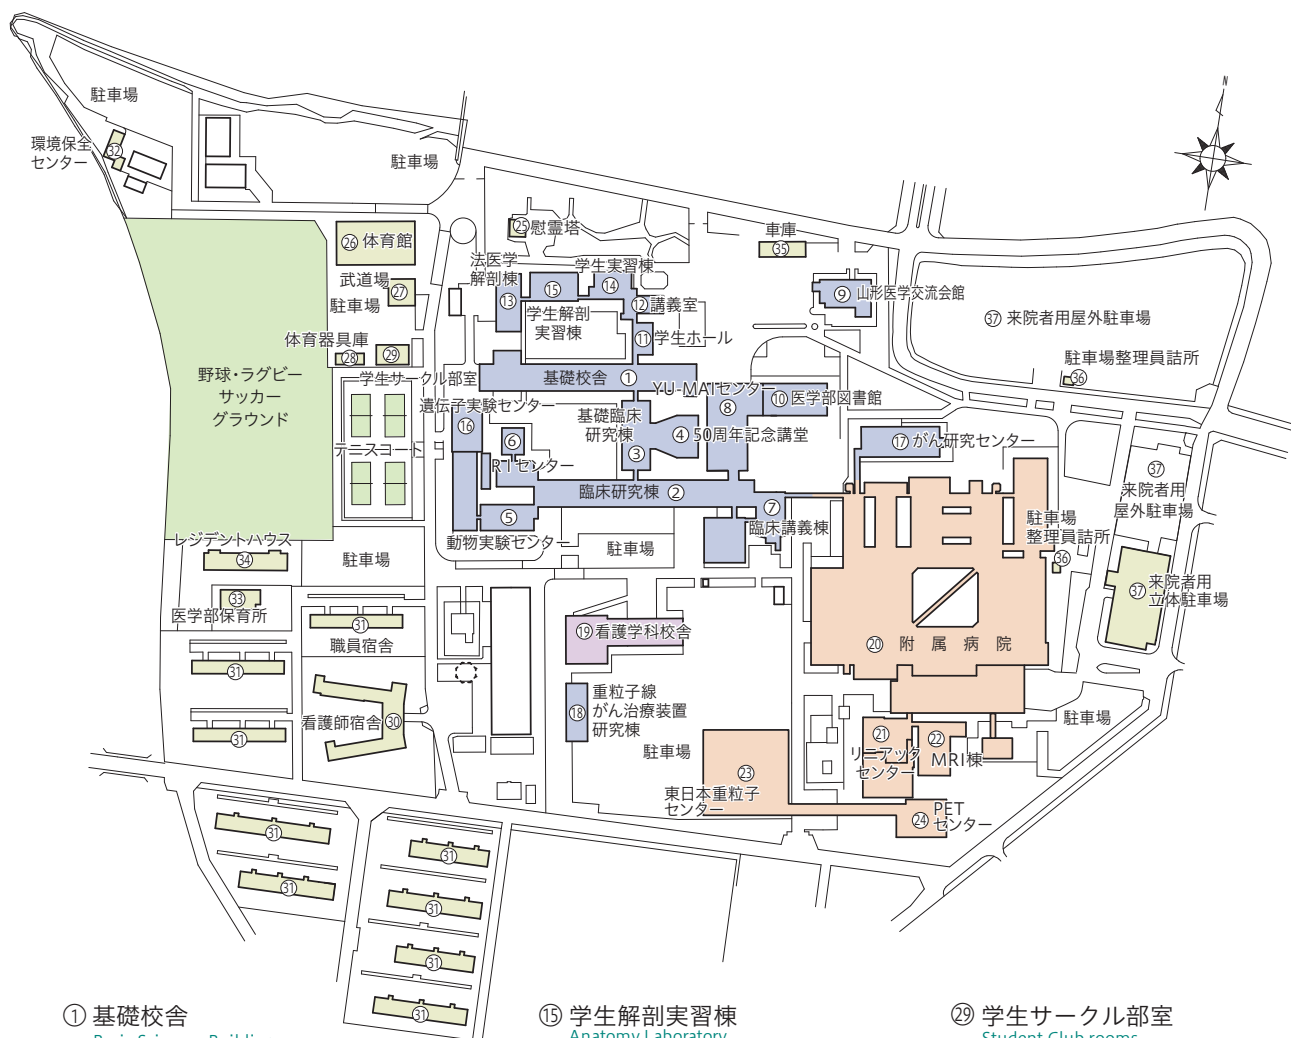 N
駐車場
環境保全
センター
㉜
駐車場
㉖ 体育館
㉕ 慰霊塔
車庫
㉟
武道場
㉗
駐車場
法医学
解剖棟
⑬
⑮
学生解剖
実習棟
学生実習棟
⑭
⑫ 講義室
⑪ 学生ホール
⑨ 山形医学交流会館
㊲ 来院者用屋外駐車場
駐車場整理員詰所
㊱
体育器具庫
㉘
㉙
学生サークル部室
野球・ラグビー
サッカー
グラウンド
基礎校舎 ①
YU-MAIセンター
⑧
⑩ 医学部図書館
遺伝子実験センター
⑯
基礎臨床
研究棟
③
④ 50周年記念講堂
⑥
RIセンター
テニスコート
⑰ がん研究センター
㊲
来院者用
屋外駐車場
臨床研究棟 ②
⑦
臨床講義棟
⑤
動物実験センター
駐車場
駐車場
整理員詰所
㊱
レジデントハウス
㉞
駐車場
㉝
医学部保育所
㉛
職員宿舎
㊲ 来院者用
立体駐車場
⑲ 看護学科校舎
⑳ 附属病院
㉛
看護師宿舎 ㉚
㉛
⑱ 重粒子線
がん治療装置
研究棟
駐車場
㉓
東日本重粒子
センター
㉑
リニアック
センター
㉒
MRI棟
駐車場
㉔ PET
センター
㉛
㉛
㉛
㉛
㉛
㉛
① 基礎校舎
Basic Sciences Building
⑮ 学生解剖実習棟
Anatomy Laboratory
㉙ 学生サークル部室
Student Club rooms